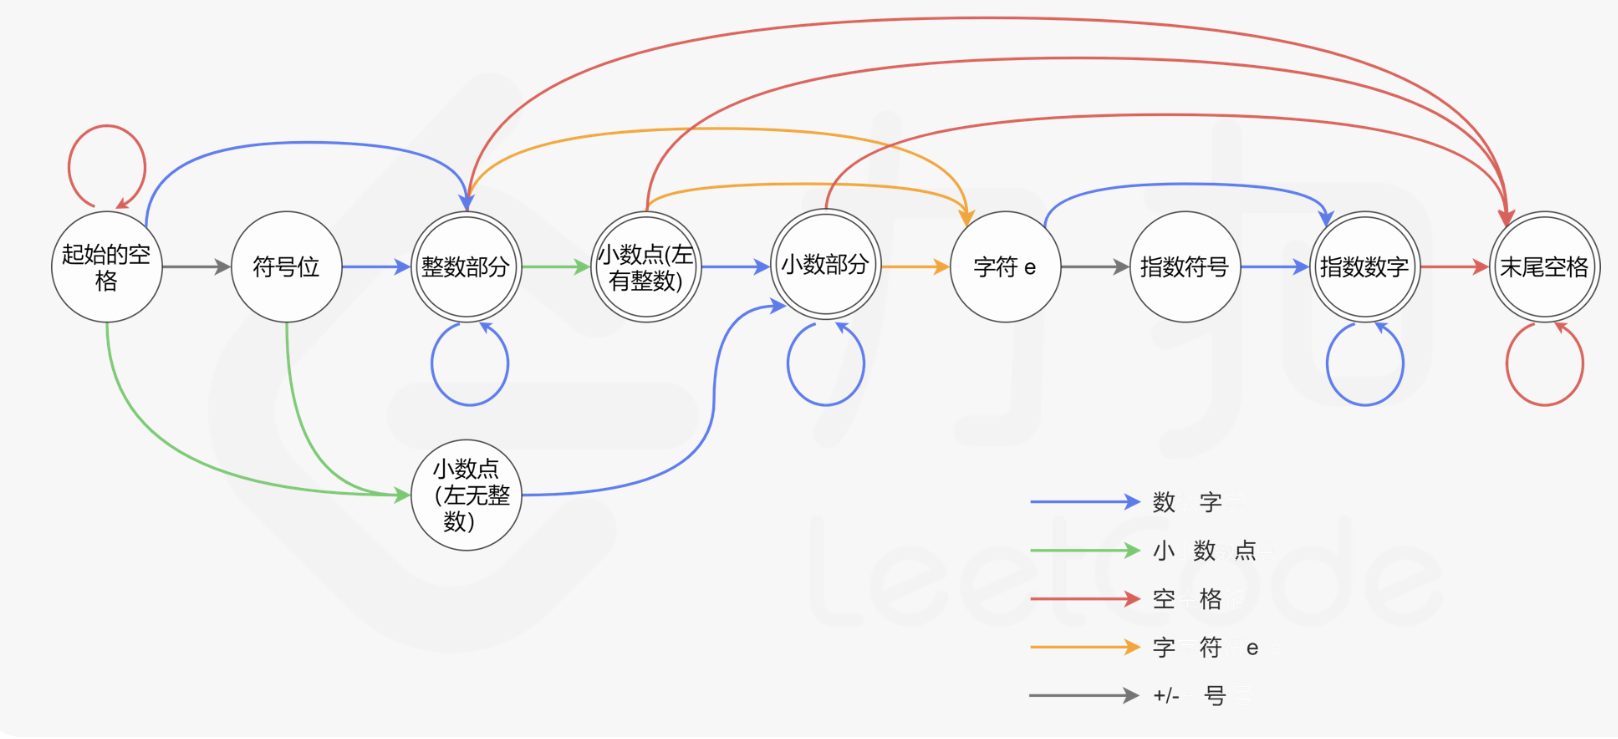 起始的空
格
符号位
整数部分
小数点(左
有整数)
小数部分
字符 e
指数符号
指数数字
末尾空格
小数点
（左无整
数）
数 字
小 数 点
空 格
字 符 e
+/- 号
力扣
LeetCode